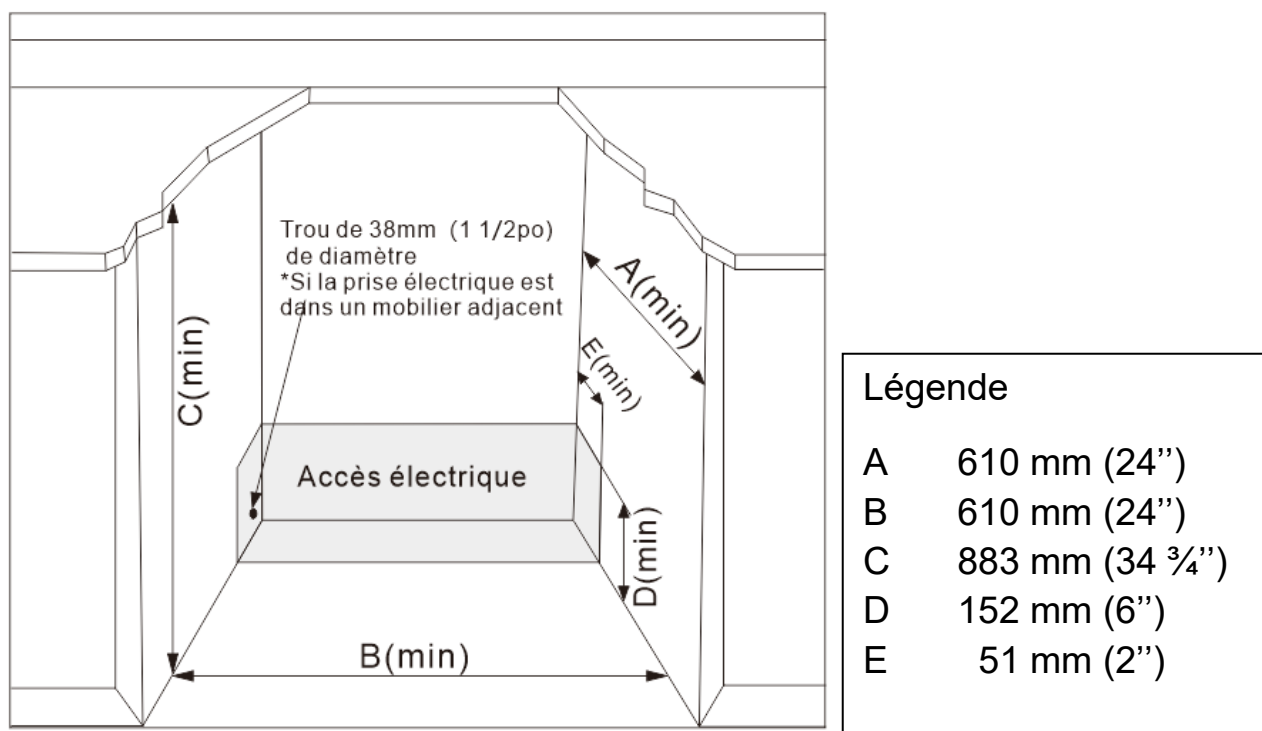 Trou de 38mm (1 1/2po)
de diamètre
*Si la prise électrique est
dans un mobilier adjacent
A(min)
E(min)
C(min)
Accès électrique
D(min)
B(min)
Légende
A 610 mm (24’’)
B 610 mm (24’’)
C 883 mm (34 ¾’’)
D 152 mm (6’’)
E 51 mm (2’’)